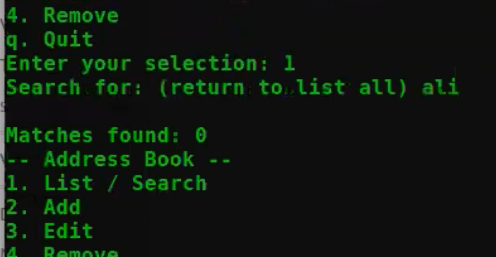 4. Remove
q. Quit
Enter your selection: 1
Search for: (return to list all) ali
Matches found: 0
-- Address Book --
1. List / Search
2. Add
3. Edit
4. Remove